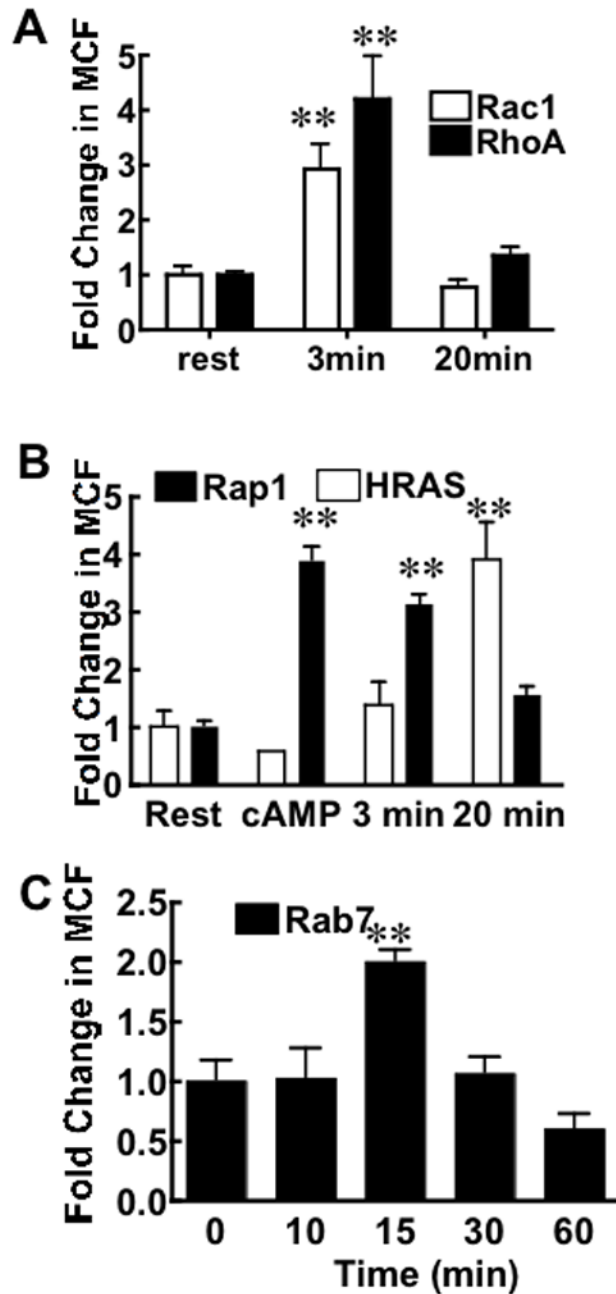 A
Fold Change in MCF
5
4
3
2
1
0
**
**
Rac1
RhoA
rest 3min 20min
B
Fold Change in MCF
5
4
3
2
1
0
Rap1 HRAS
**
**
**
Rest cAMP 3 min 20 min
C
Fold Change in MCF
2.5
2.0
1.5
1.0
0.5
0.0
Rab7
**
0 10 15 30 60
Time (min)